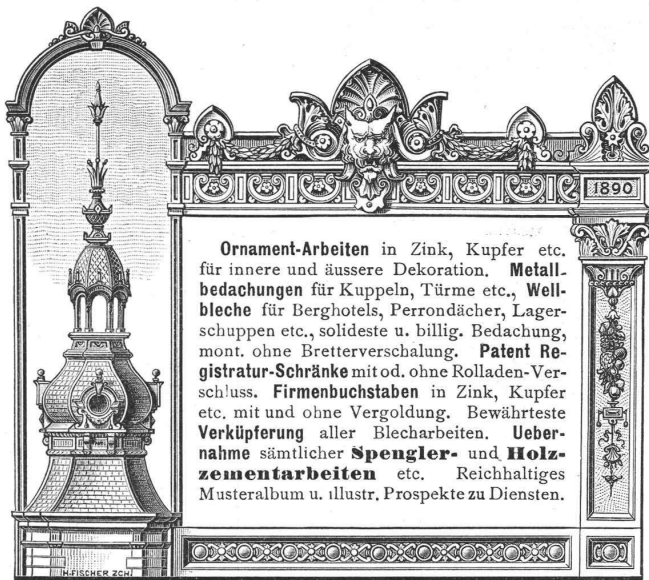 1890
Ornament-Arbeiten in Zink, Kupfer etc.
für innere und äussere Dekoration. Metall-
bedachungen für Kuppeln, Türme etc., Well-
bleche für Berghotels, Perrondächer, Lager-
schuppen etc., solideste u. billig. Bedachung,
mont. ohne Bretterverschalung. Patent Re-
gistratur-Schränke mit od. ohne Rolladen-Ver-
schluss. Firmenbuchstaben in Zink, Kupfer
etc. mit und ohne Vergoldung. Bewährteste
Verküpferung aller Blecharbeiten. Ueber-
nahme sämtlicher Spengler- und Holz-
zementarbeiten etc. Reichhaltiges
Musteralbum u. illustr. Prospekte zu Diensten.
H. FISCHER ZCH.